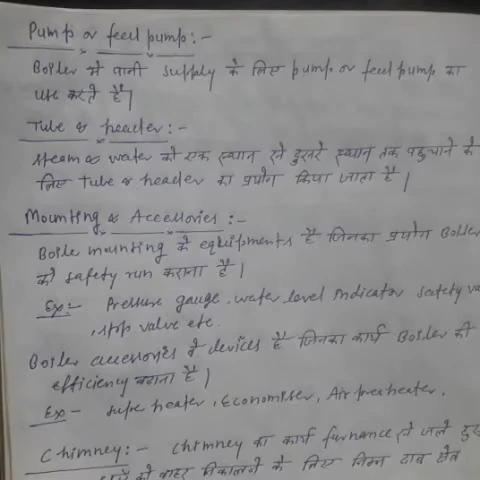 Pump or feed pump:-
Boiler मे पानी supply के लिए pump or feed pump का
use करते है।
Tube & header:-
steam & water को एक स्थान से दुसरे स्थान तक पहुचाने के
लिए Tube & header का प्रयोग किया जाता है।
Mounting & Accessories:-
Boile mounting वे equipments है जिनका प्रयोग Boiler
को safety run कराना है।
Ex:- Pressure gauge, water level Indicator safety va
, stop valve etc.
Boiler accessories वे devices है जिनका कार्य Boiler की
efficiency बढाना है।
Ex- supe heater, Economiser, Air preheater.
Chimney:- chimney का कार्य furnance से जले हुए
को बाहर निकालने के लिए निम्न दाब क्षेत्र